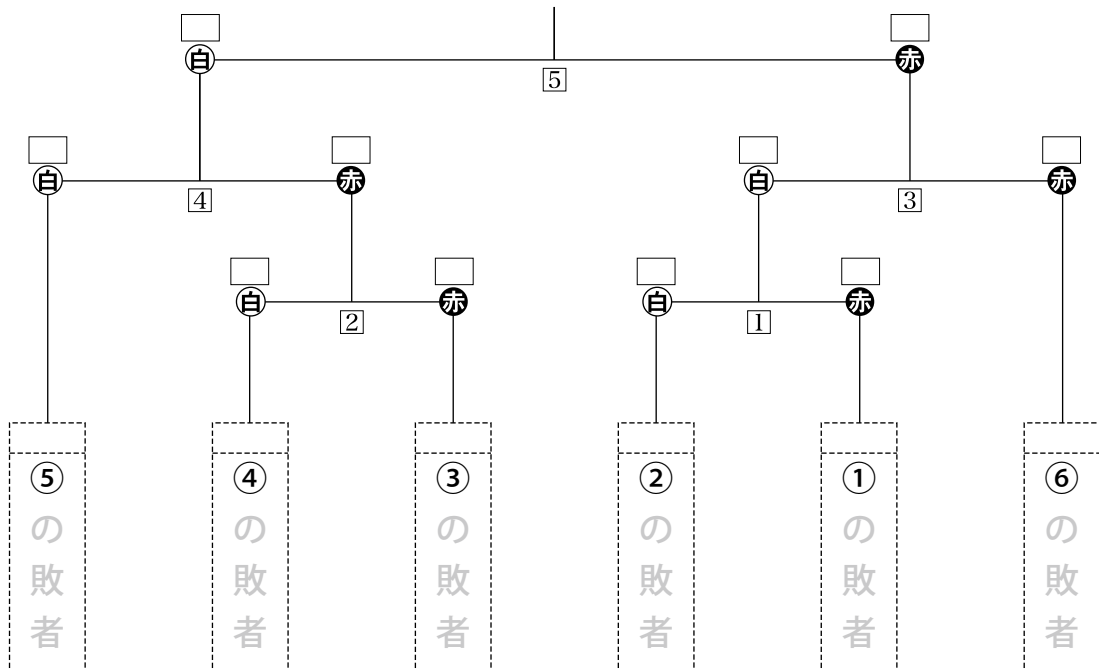 白 赤
5
白 赤 白 赤
4 3
白 赤 白 赤
2 1
⑤の敗者
④の敗者
③の敗者
②の敗者
①の敗者
⑥の敗者